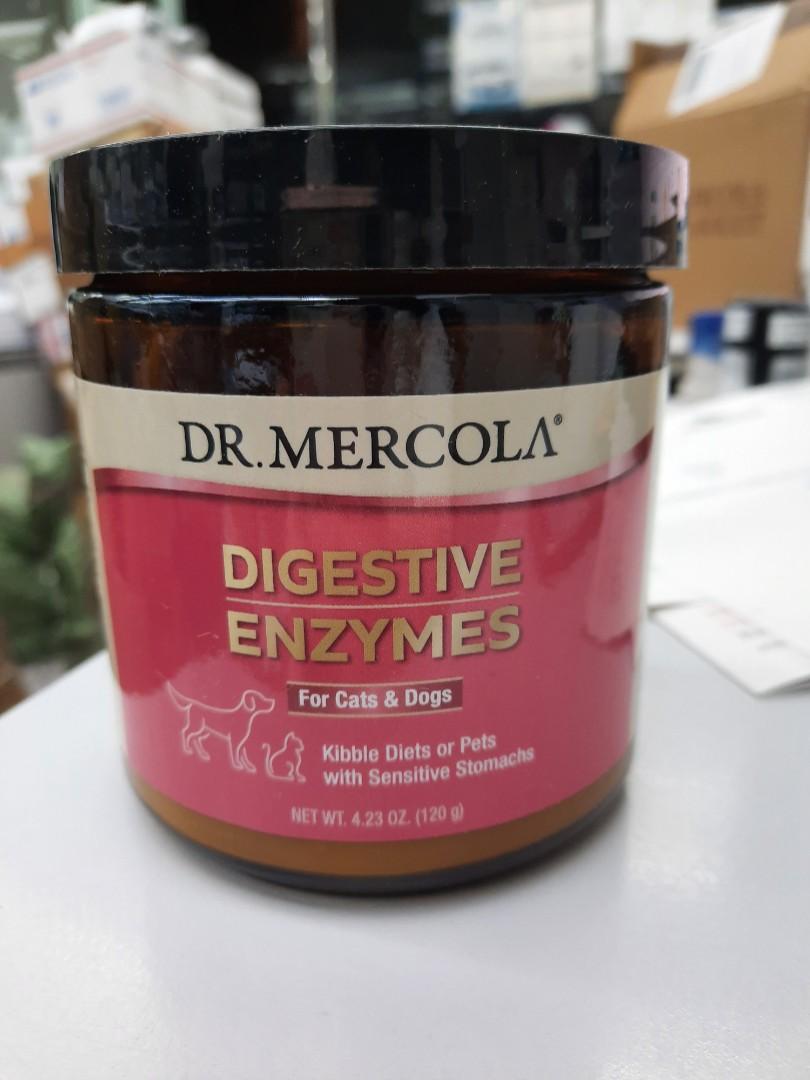 DR. MERCOLA®
DIGESTIVE
ENZYMES
For Cats & Dogs
Kibble Diets or Pets
with Sensitive Stomachs
NET WT. 4.23 OZ. (120 g)